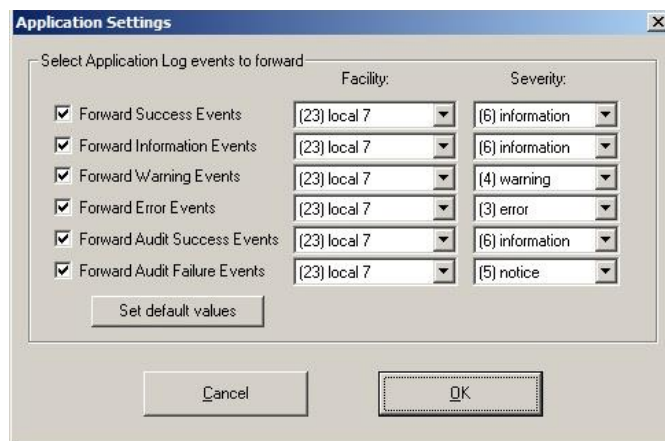 Application Settings
Select Application Log events to forward
Facility: Severity:
Forward Success Events (23) local 7 (6) information
Forward Information Events (23) local 7 (6) information
Forward Warning Events (23) local 7 (4) warning
Forward Error Events (23) local 7 (3) error
Forward Audit Success Events (23) local 7 (6) information
Forward Audit Failure Events (23) local 7 (5) notice
Set default values
Cancel OK